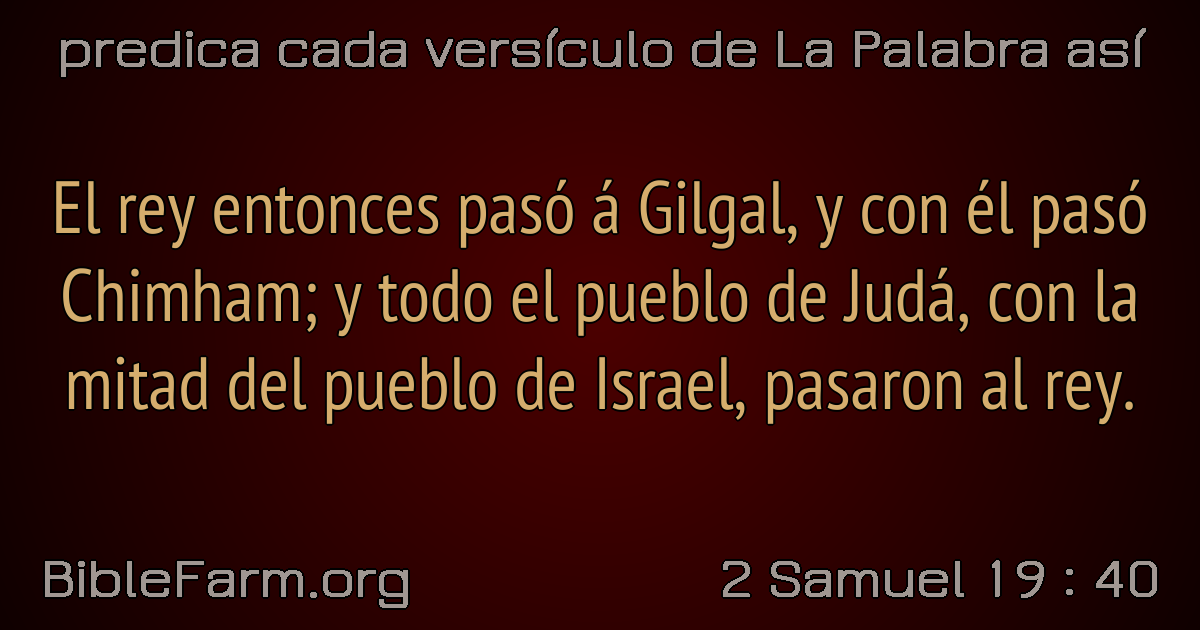 predica cada versículo de La Palabra así
El rey entonces pasó á Gilgal, y con él pasó
Chimham; y todo el pueblo de Judá, con la
mitad del pueblo de Israel, pasaron al rey.
BibleFarm.org
2 Samuel 19 : 40